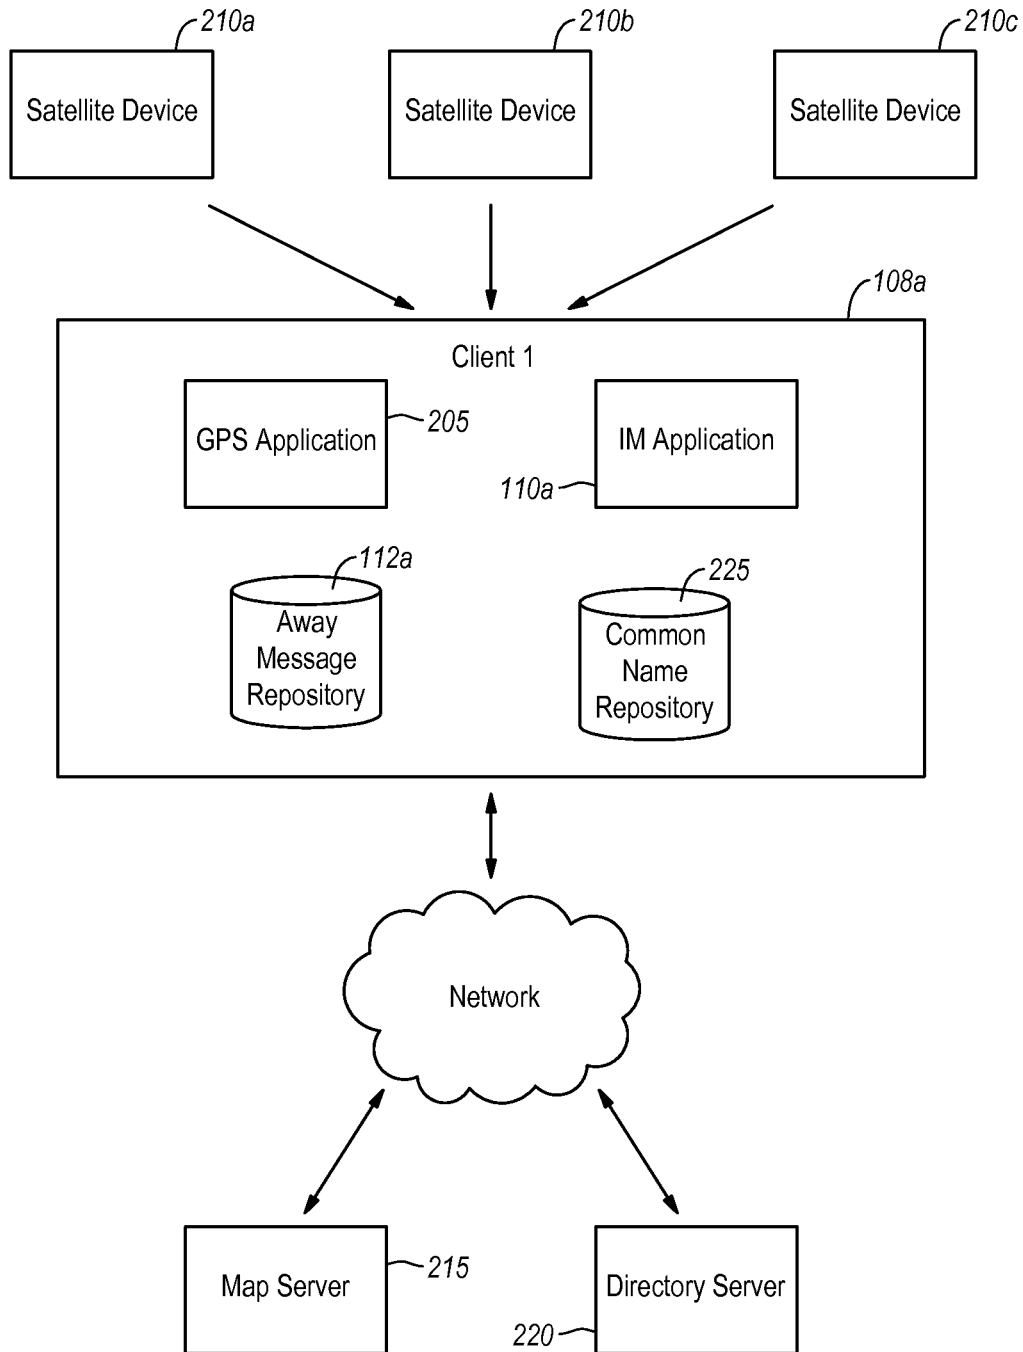 210a
210b
210c
Satellite Device
Satellite Device
Satellite Device
108a
Client 1
GPS Application
205
IM Application
110a
112a
Away
Message
Repository
225
Common
Name
Repository
Network
Map Server
215
Directory Server
220